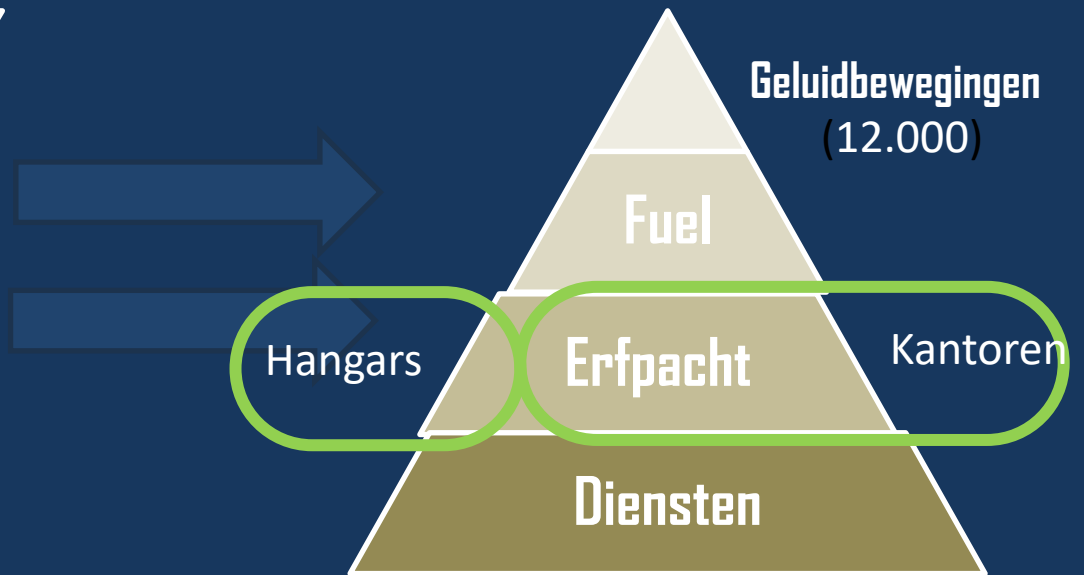 Geluidbewegingen
(12.000)
Fuel
Hangars
Erfpacht
Kantoren
Diensten